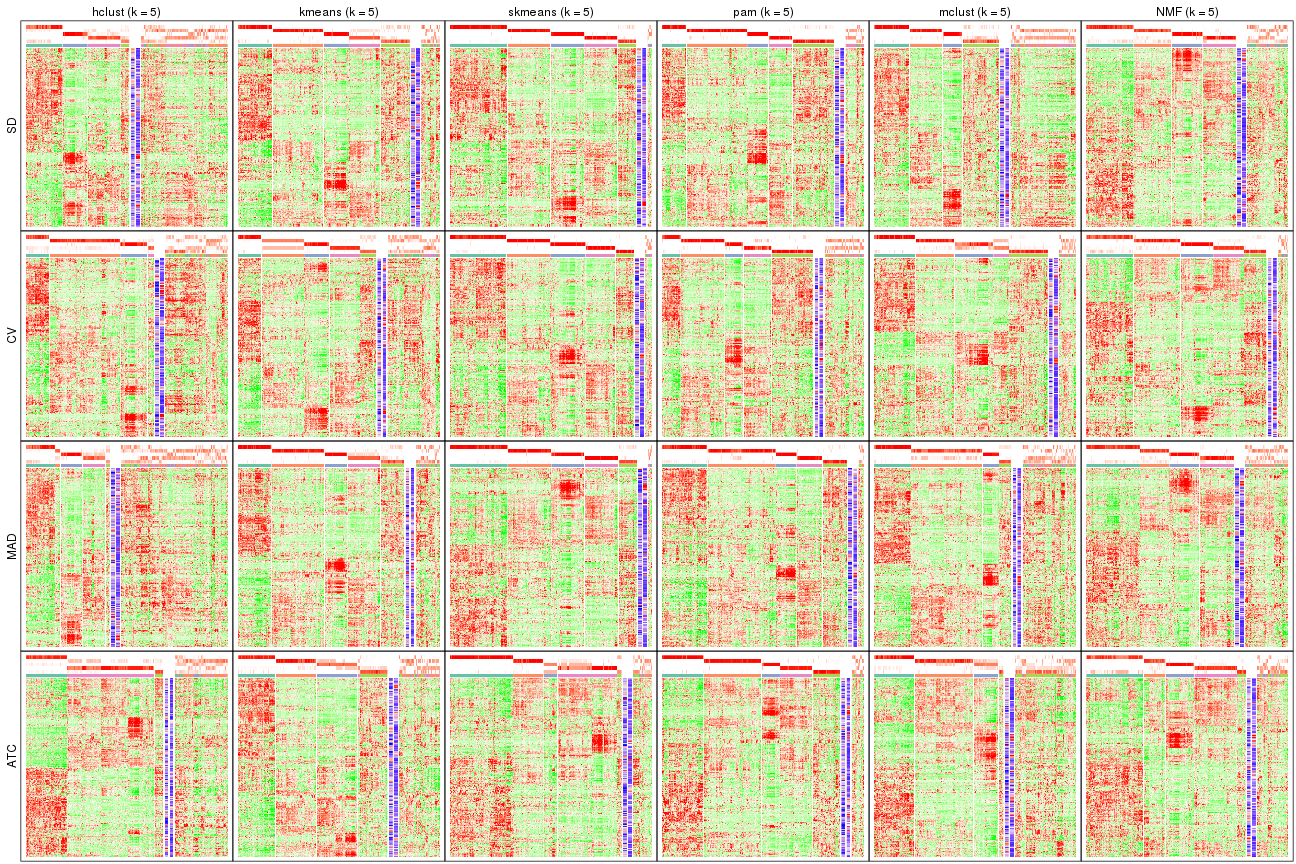 hclust (k = 5) kmeans (k = 5) skmeans (k = 5) pam (k = 5) mclust (k = 5) NMF (k = 5)
SD
CV
MAD
ATC